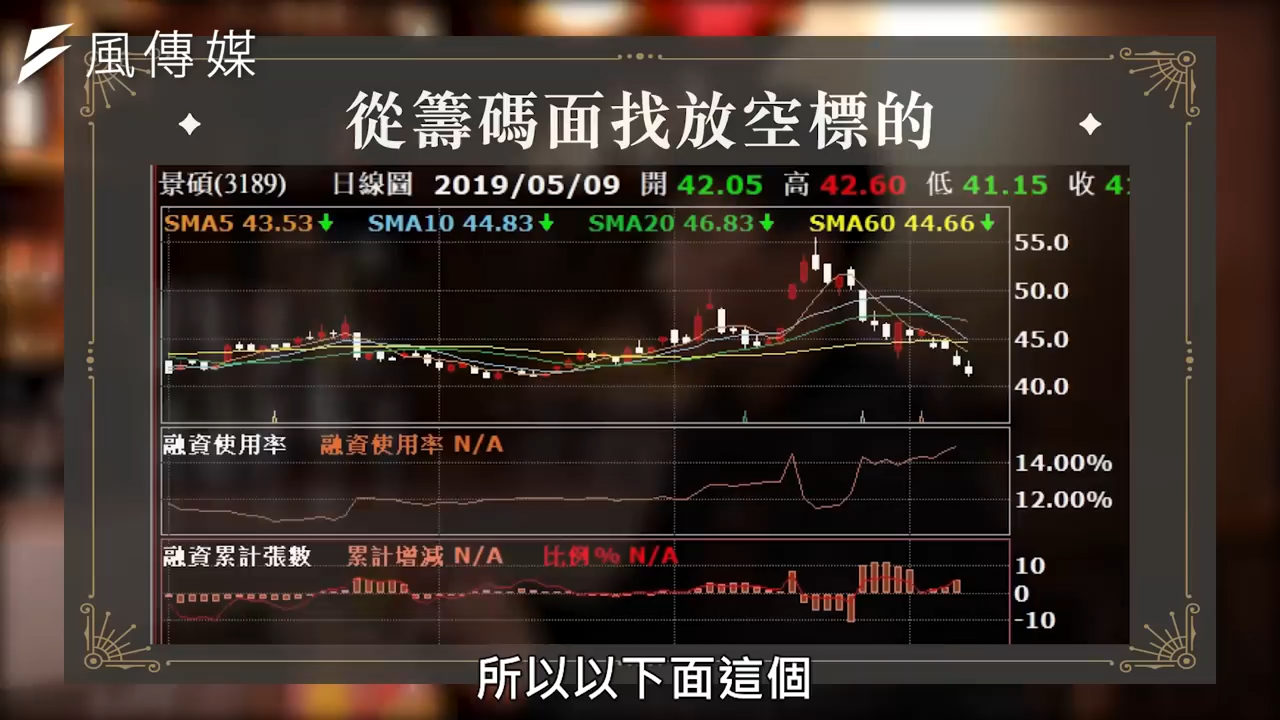 風傳媒
從籌碼面找放空標的
景碩(3189) 日線圖 2019/05/09 開 42.05 高 42.60 低 41.15 收
SMA5 43.53 SMA10 44.83 SMA20 46.83 SMA60 44.66
55.0
50.0
45.0
40.0
融資使用率 融資使用率 N/A
14.00%
12.00%
融資累計張數 累計增減 N/A 比例% N/A
10
0
-10
所以以下面這個